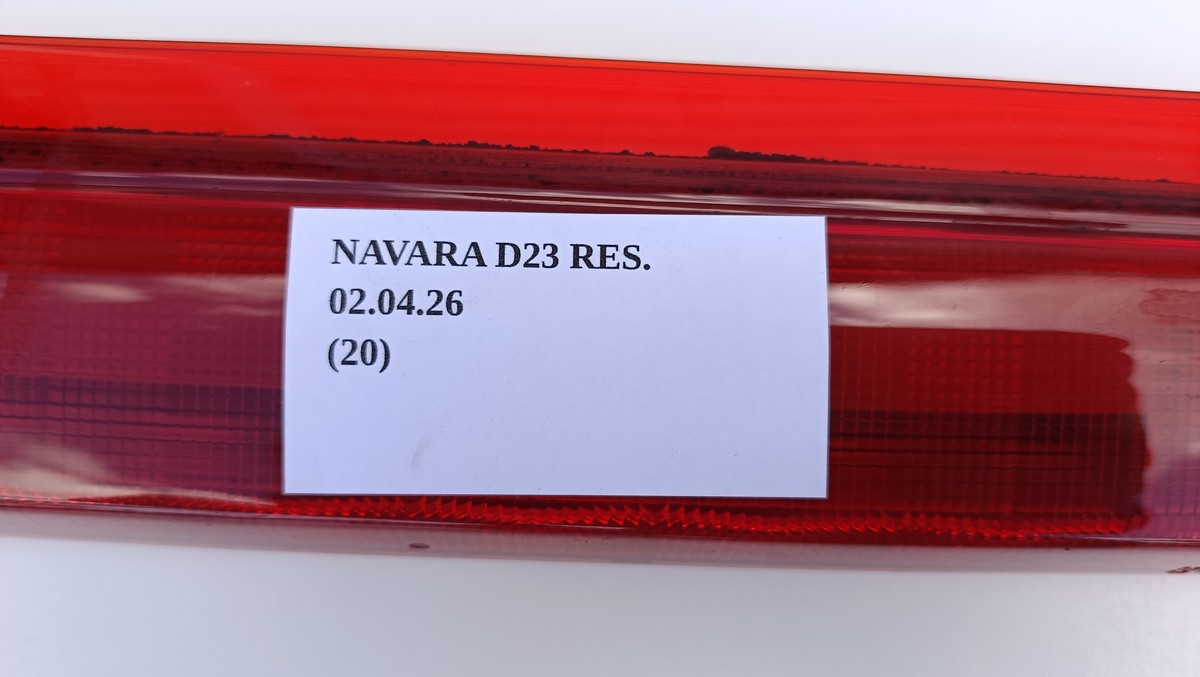 NAVARA D23 RES.
02.04.26
(20)